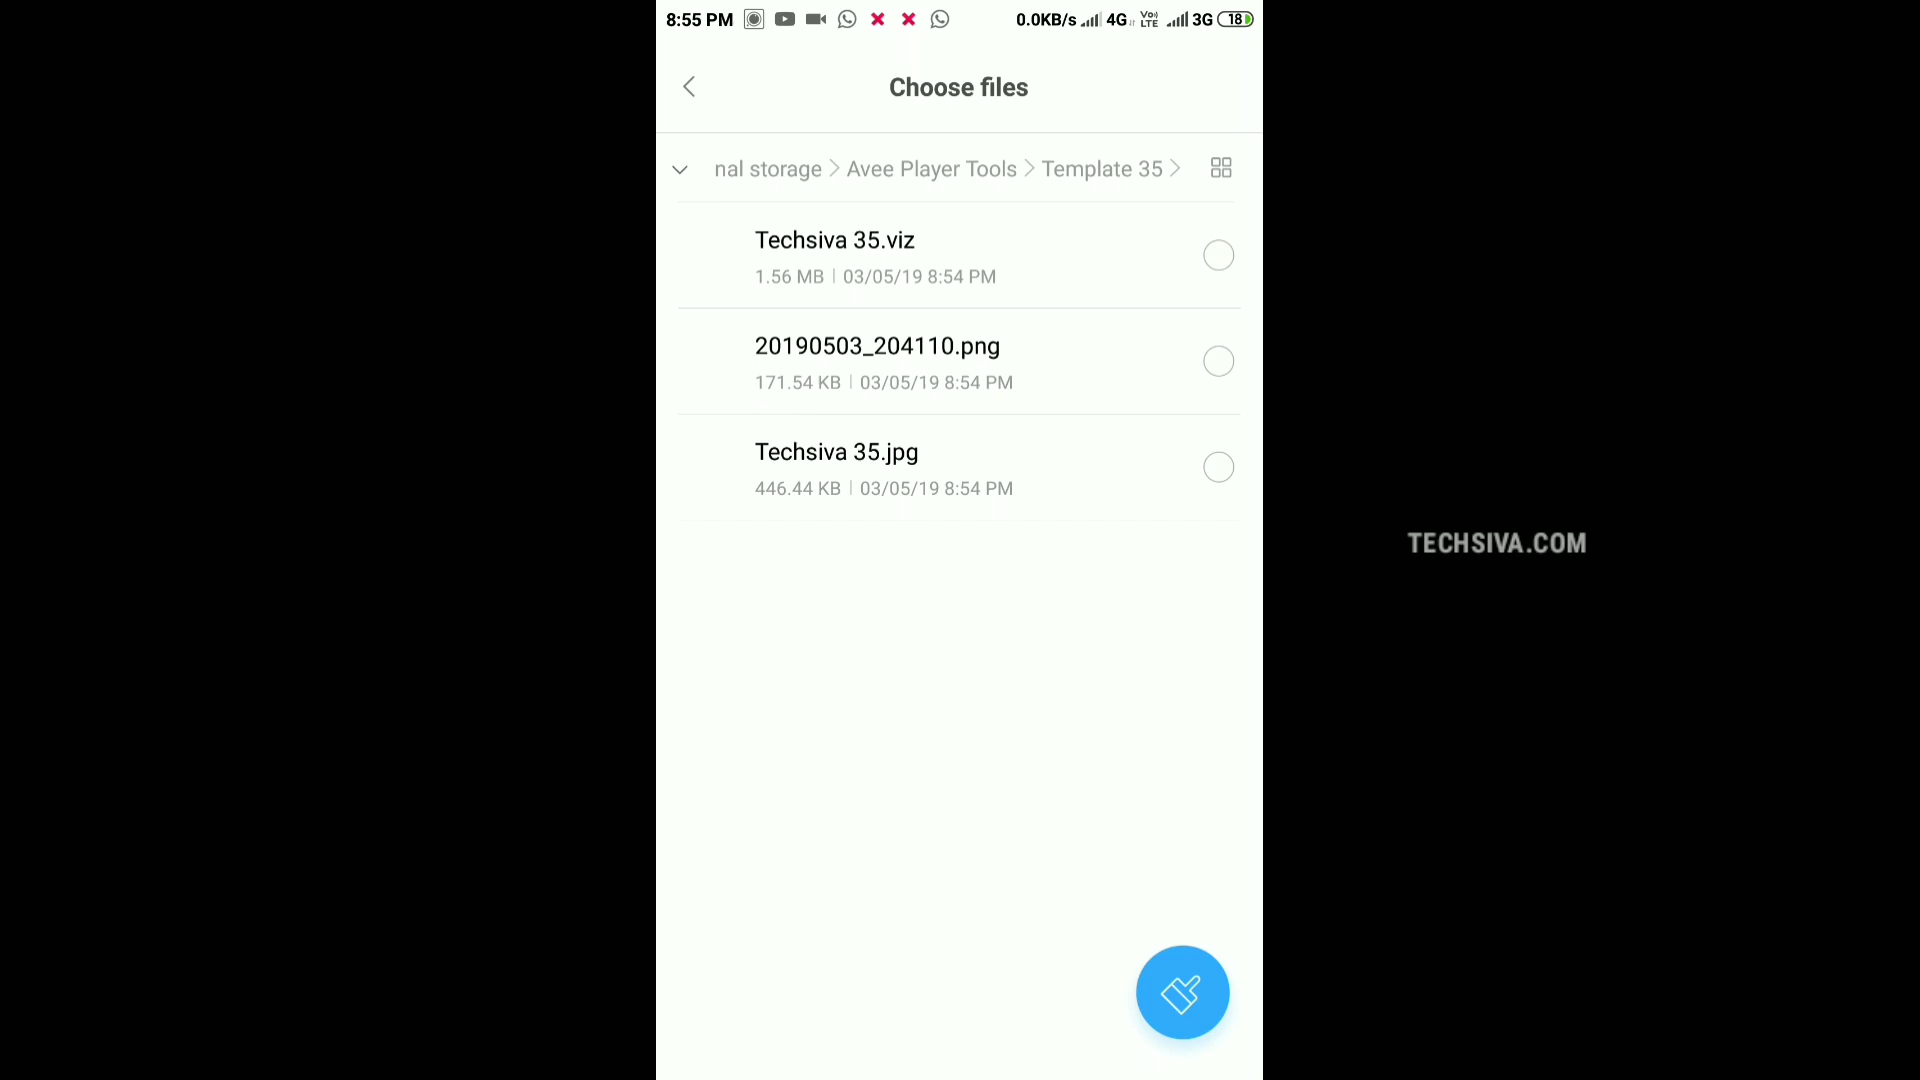 8:55 PM 0.0KB/s 4G Vo) LTE 3G 18
Choose files
nal storage > Avee Player Tools > Template 35 >
Techsiva 35.viz
1.56 MB | 03/05/19 8:54 PM
20190503_204110.png
171.54 KB | 03/05/19 8:54 PM
Techsiva 35.jpg
446.44 KB | 03/05/19 8:54 PM
TECHSIVA.COM